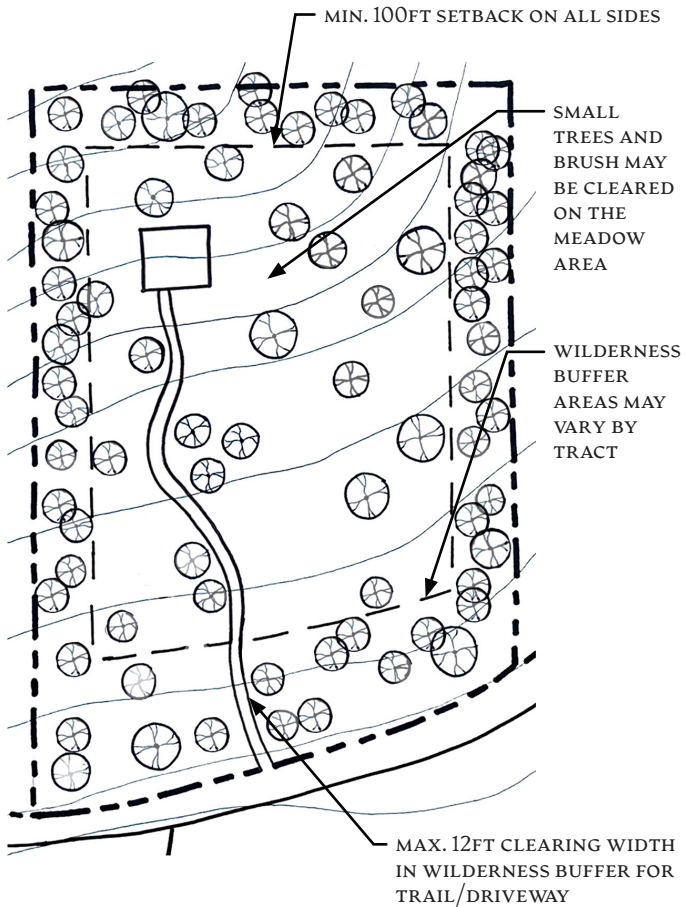 MIN. 100FT SETBACK ON ALL SIDES
SMALL
TREES AND
BRUSH MAY
BE CLEARED
ON THE
MEADOW
AREA
WILDERNESS
BUFFER
AREAS MAY
VARY BY
TRACT
MAX. 12FT CLEARING WIDTH
IN WILDERNESS BUFFER FOR
TRAIL/DRIVEWAY